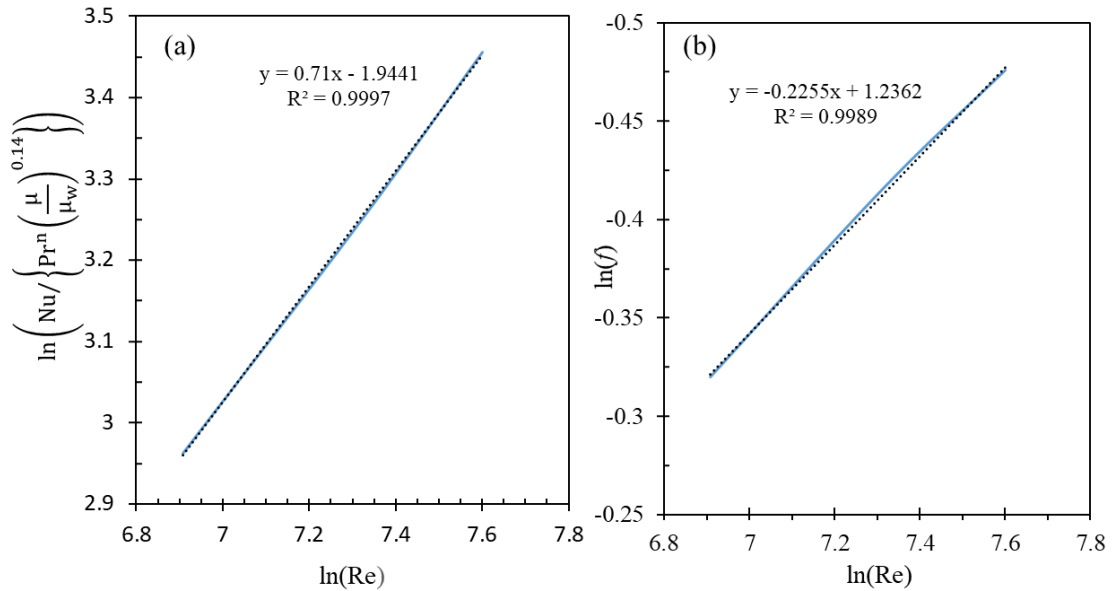 (a)
y = 0.71x - 1.9441
R² = 0.9997
ln(Nu/{Prⁿ(μ/μ_w)^0.14})
3.5
3.4
3.3
3.2
3.1
3
2.9
6.8 7 7.2 7.4 7.6 7.8
ln(Re)
(b)
y = -0.2255x + 1.2362
R² = 0.9989
ln(f)
-0.5
-0.45
-0.4
-0.35
-0.3
-0.25
6.8 7 7.2 7.4 7.6 7.8
ln(Re)